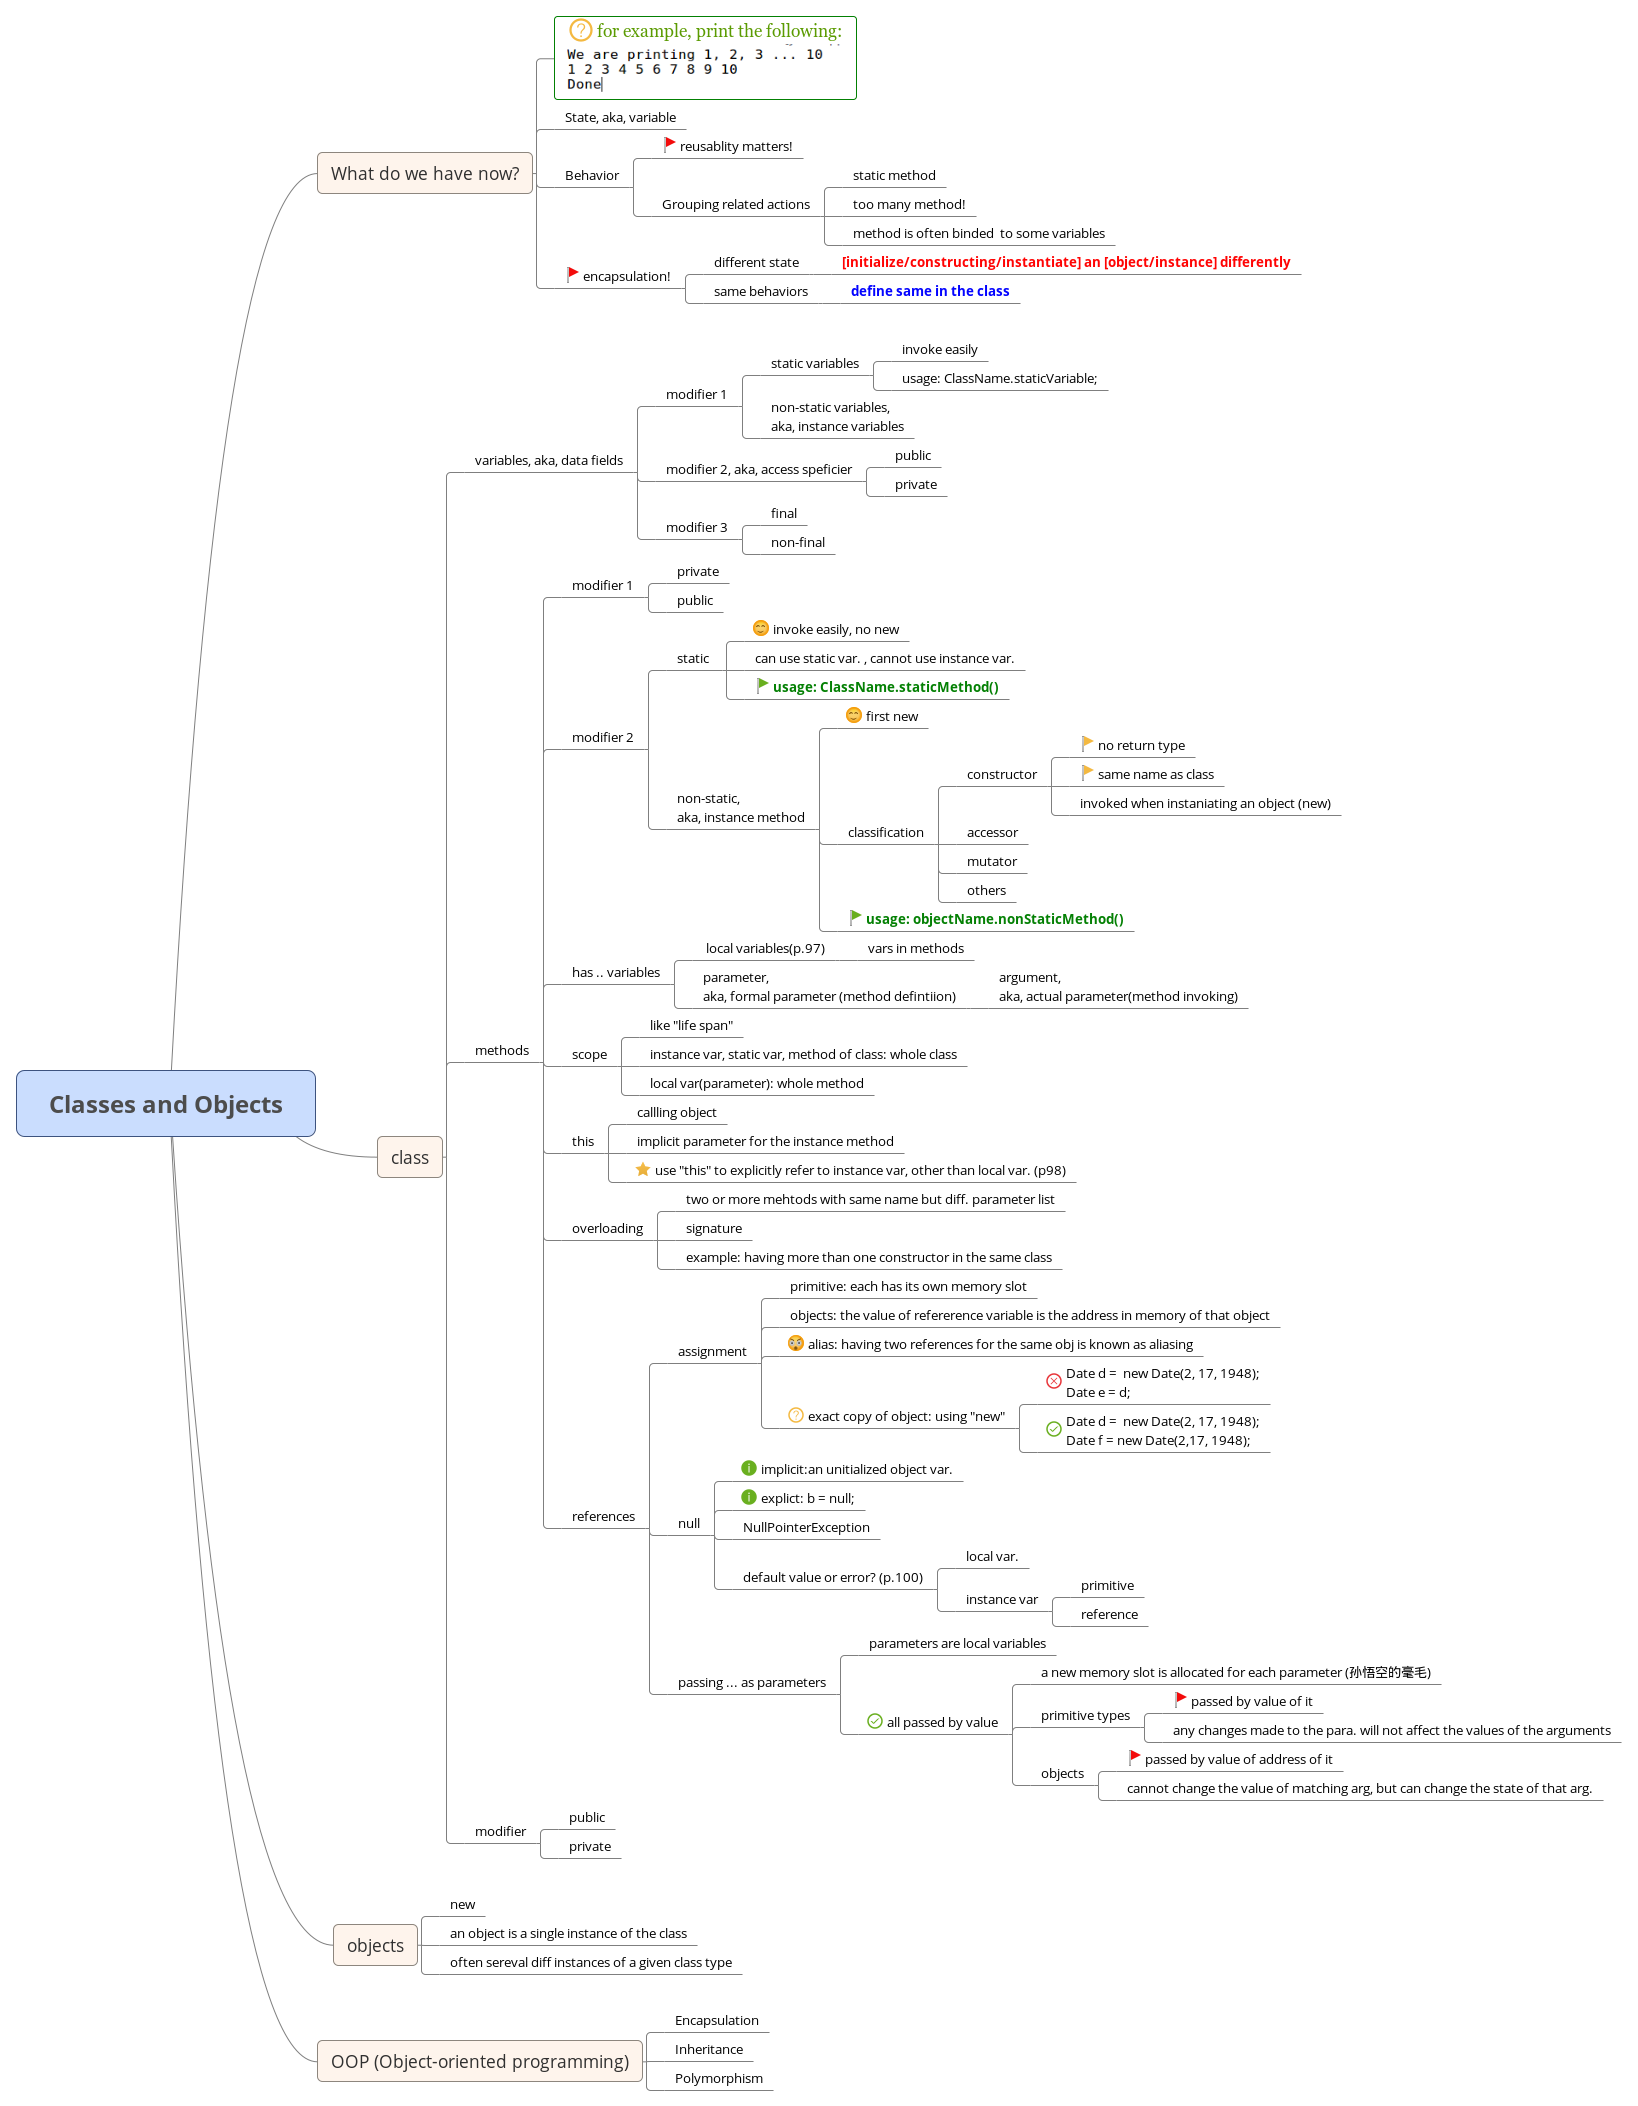 for example, print the following:
We are printing 1, 2, 3 ... 10
1 2 3 4 5 6 7 8 9 10
Done
State, aka, variable
What do we have now?
Behavior
reusablity matters!
Grouping related actions
static method
too many method!
method is often binded  to some variables
encapsulation!
different state
[initialize/constructing/instantiate] an [object/instance] differently
same behaviors
define same in the class
Classes and Objects
class
variables, aka, data fields
modifier 1
static variables
invoke easily
usage: ClassName.staticVariable;
non-static variables,
aka, instance variables
modifier 2, aka, access speficier
public
private
modifier 3
final
non-final
methods
modifier 1
private
public
modifier 2
static
invoke easily, no new
can use static var. , cannot use instance var.
usage: ClassName.staticMethod()
non-static,
aka, instance method
first new
classification
constructor
no return type
same name as class
invoked when instaniating an object (new)
accessor
mutator
others
usage: objectName.nonStaticMethod()
has .. variables
local variables(p.97)
vars in methods
parameter,
aka, formal parameter (method defintiion)
argument,
aka, actual parameter(method invoking)
scope
like "life span"
instance var, static var, method of class: whole class
local var(parameter): whole method
this
callling object
implicit parameter for the instance method
use "this" to explicitly refer to instance var, other than local var. (p98)
overloading
two or more mehtods with same name but diff. parameter list
signature
example: having more than one constructor in the same class
references
assignment
primitive: each has its own memory slot
objects: the value of refererence variable is the address in memory of that object
alias: having two references for the same obj is known as aliasing
exact copy of object: using "new"
Date d =  new Date(2, 17, 1948);
Date e = d;
Date d =  new Date(2, 17, 1948);
Date f = new Date(2,17, 1948);
null
implicit:an unitialized object var.
explict: b = null;
NullPointerException
default value or error? (p.100)
local var.
instance var
primitive
reference
passing ... as parameters
parameters are local variables
all passed by value
a new memory slot is allocated for each parameter (孙悟空的毫毛)
primitive types
passed by value of it
any changes made to the para. will not affect the values of the arguments
objects
passed by value of address of it
cannot change the value of matching arg, but can change the state of that arg.
modifier
public
private
objects
new
an object is a single instance of the class
often sereval diff instances of a given class type
OOP (Object-oriented programming)
Encapsulation
Inheritance
Polymorphism